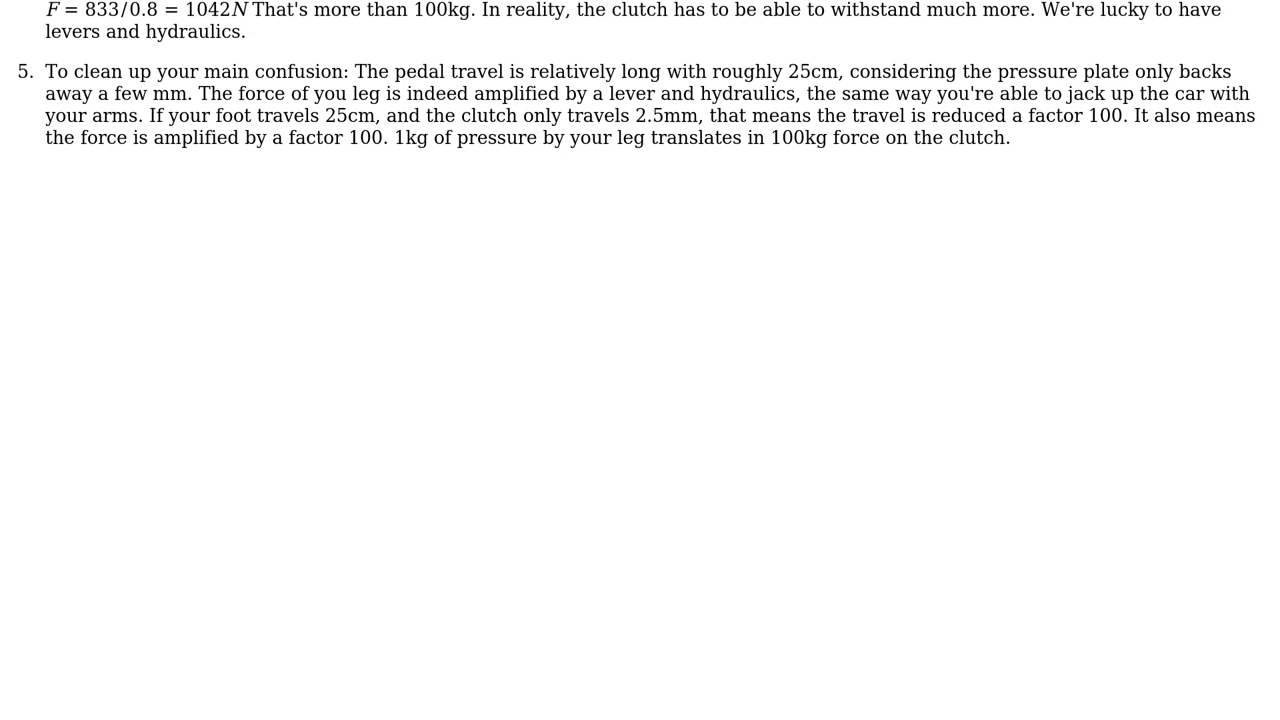 F = 833/0.8 = 1042N That's more than 100kg. In reality, the clutch has to be able to withstand much more. We're lucky to have
levers and hydraulics.
5. To clean up your main confusion: The pedal travel is relatively long with roughly 25cm, considering the pressure plate only backs
away a few mm. The force of you leg is indeed amplified by a lever and hydraulics, the same way you're able to jack up the car with
your arms. If your foot travels 25cm, and the clutch only travels 2.5mm, that means the travel is reduced a factor 100. It also means
the force is amplified by a factor 100. 1kg of pressure by your leg translates in 100kg force on the clutch.